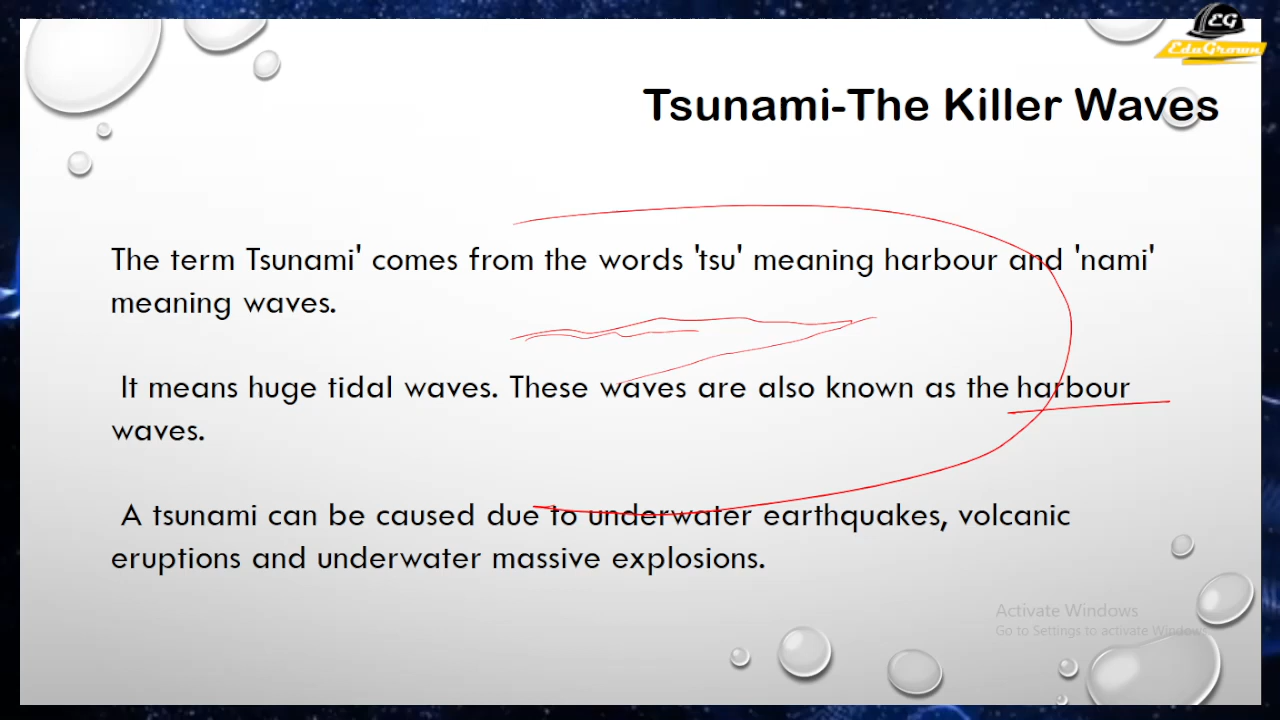 EG
EduGrown
Tsunami-The Killer Waves
The term Tsunami' comes from the words 'tsu' meaning harbour and 'nami'
meaning waves.
It means huge tidal waves. These waves are also known as the harbour
waves.
A tsunami can be caused due to underwater earthquakes, volcanic
eruptions and underwater massive explosions.
Activate Windows
Go to Settings to activate Windows.